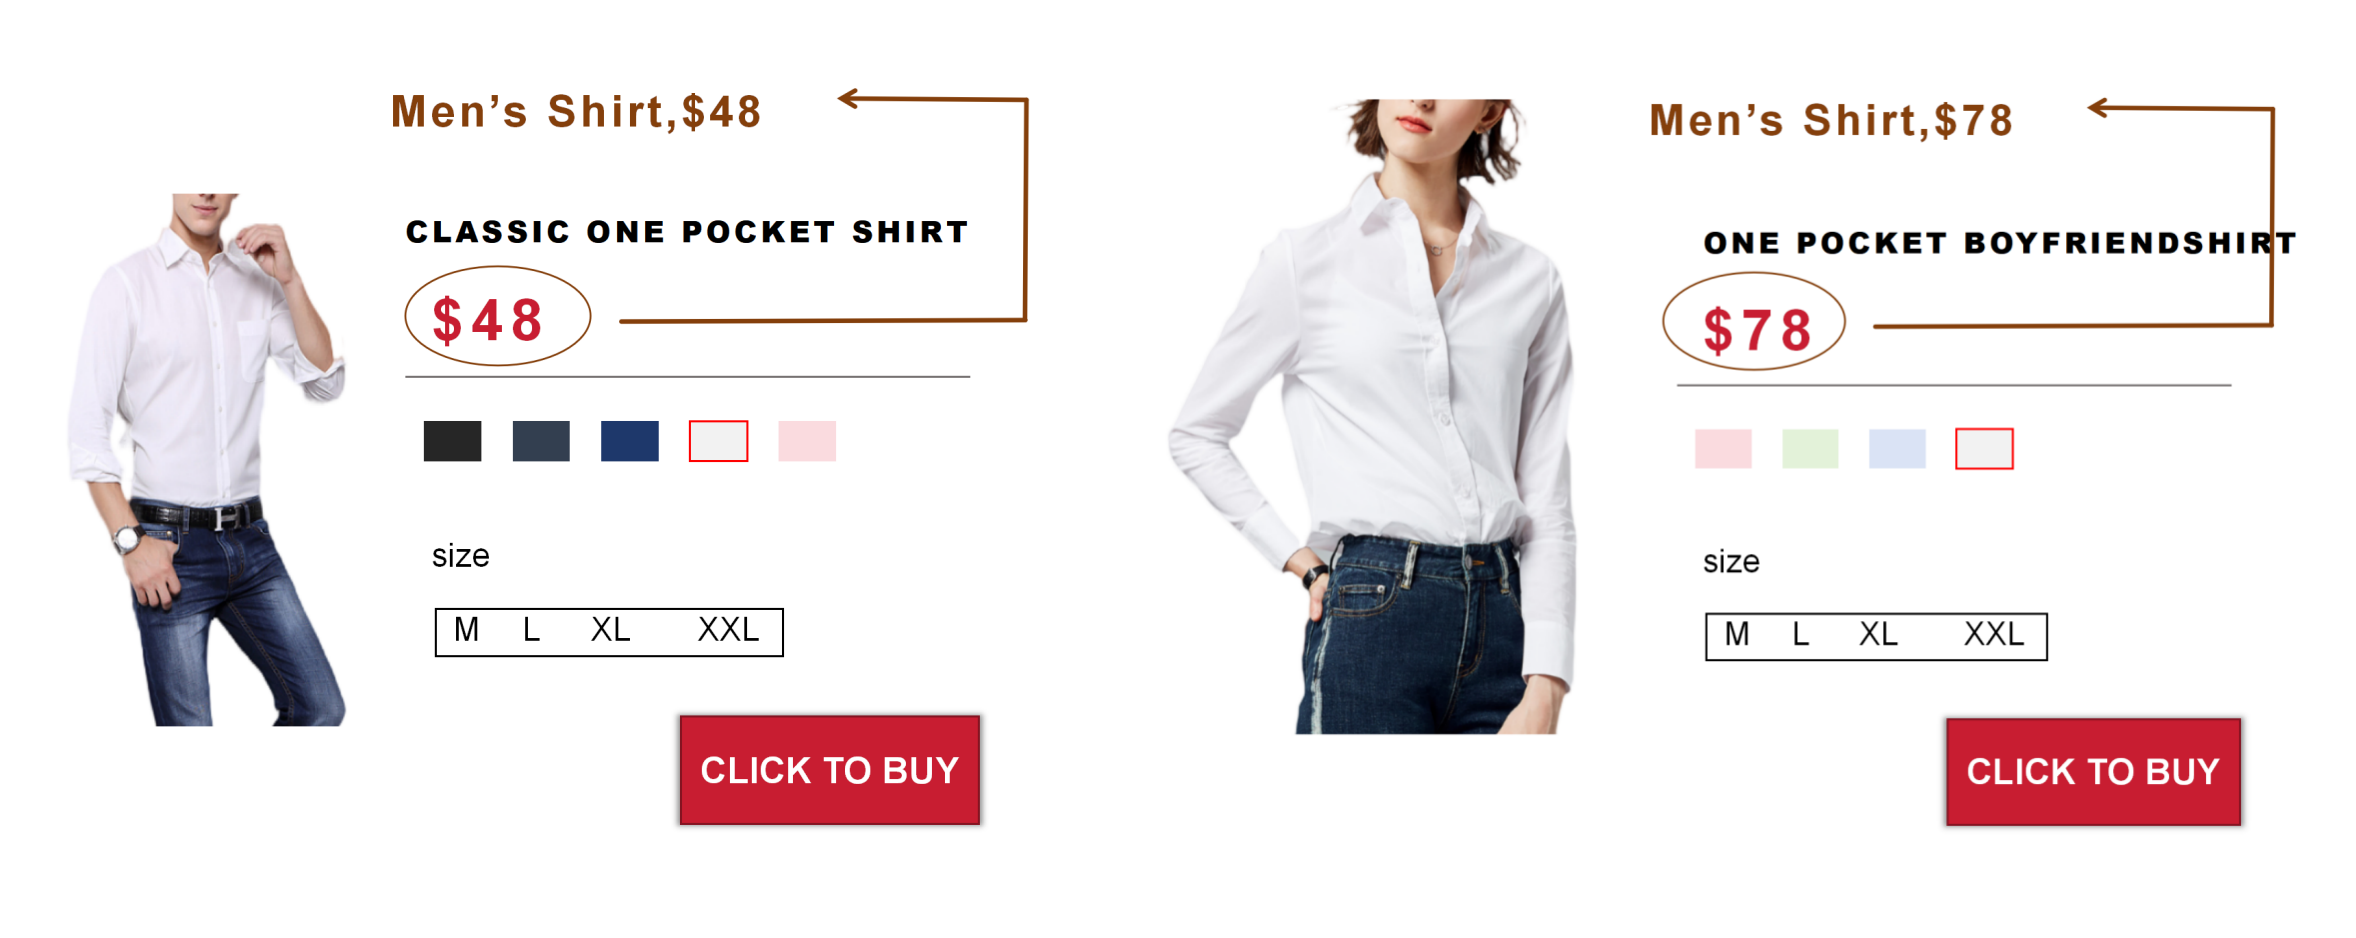 Men’s Shirt,$48
CLASSIC ONE POCKET SHIRT
$48
size
M L XL XXL
CLICK TO BUY
Men’s Shirt,$78
ONE POCKET BOYFRIENDSHIRT
$78
size
M L XL XXL
CLICK TO BUY